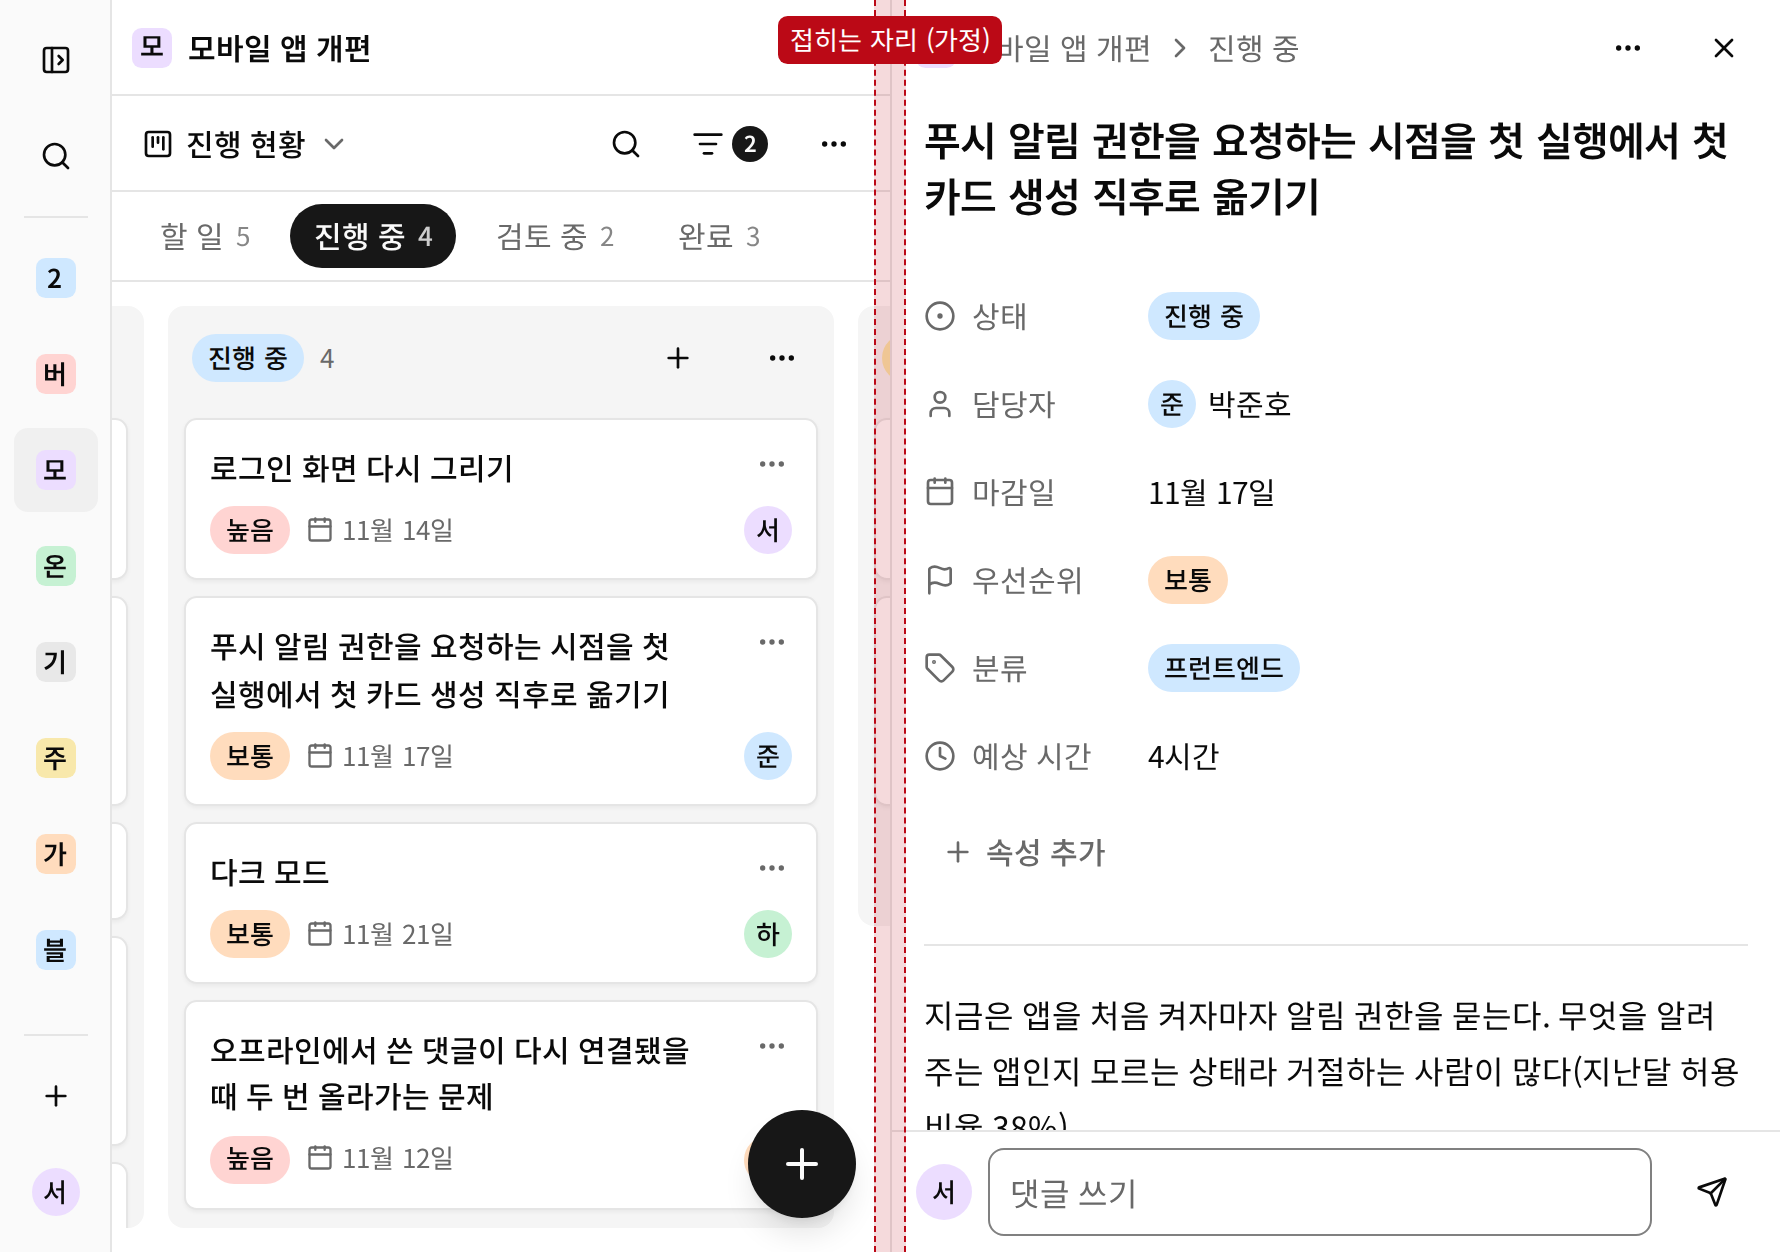 2
버
모
온
기
주
가
블
서
모 모바일 앱 개편
진행 현황
2
할 일 5
진행 중 4
검토 중 2
완료 3
진행 중 4
로그인 화면 다시 그리기
높음 11월 14일 서
푸시 알림 권한을 요청하는 시점을 첫
실행에서 첫 카드 생성 직후로 옮기기
보통 11월 17일 준
다크 모드
보통 11월 21일 하
오프라인에서 쓴 댓글이 다시 연결됐을
때 두 번 올라가는 문제
높음 11월 12일
접히는 자리 (가정)
바일 앱 개편 > 진행 중
푸시 알림 권한을 요청하는 시점을 첫 실행에서 첫
카드 생성 직후로 옮기기
상태 진행 중
담당자 준 박준호
마감일 11월 17일
우선순위 보통
분류 프런트엔드
예상 시간 4시간
속성 추가
지금은 앱을 처음 켜자마자 알림 권한을 묻는다. 무엇을 알려
주는 앱인지 모르는 상태라 거절하는 사람이 많다(지난달 허용
비율 38%)
서 댓글 쓰기